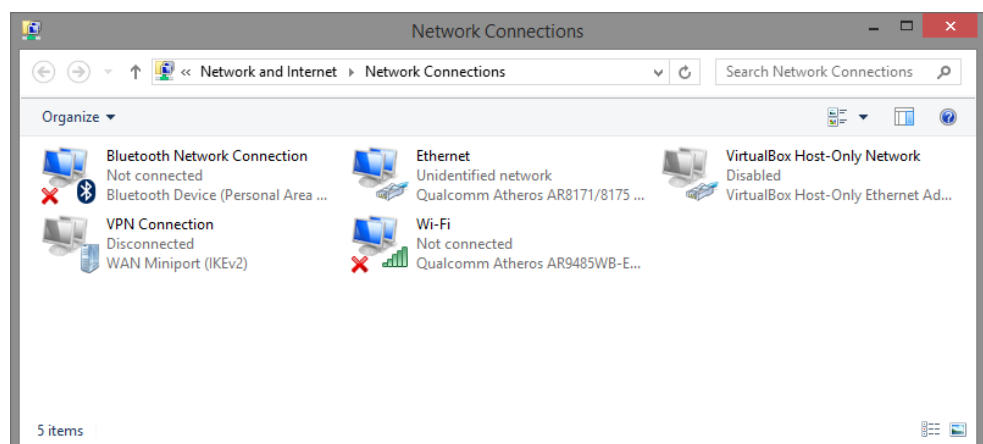 Network Connections
« Network and Internet Network Connections
Search Network Connections
Organize
Bluetooth Network Connection
Not connected
Bluetooth Device (Personal Area ...
Ethernet
Unidentified network
Qualcomm Atheros AR8171/8175 ...
VirtualBox Host-Only Network
Disabled
VirtualBox Host-Only Ethernet Ad...
VPN Connection
Disconnected
WAN Miniport (IKEv2)
Wi-Fi
Not connected
Qualcomm Atheros AR9485WB-E...
5 items